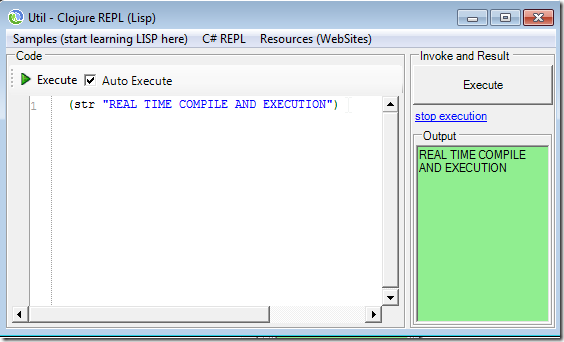 Util - Clojure REPL (Lisp)
Samples (start learning LISP here) C# REPL Resources (WebSites)
Code
Execute Auto Execute
1 (str "REAL TIME COMPILE AND EXECUTION")
Invoke and Result
Execute
stop execution
Output
REAL TIME COMPILE
AND EXECUTION